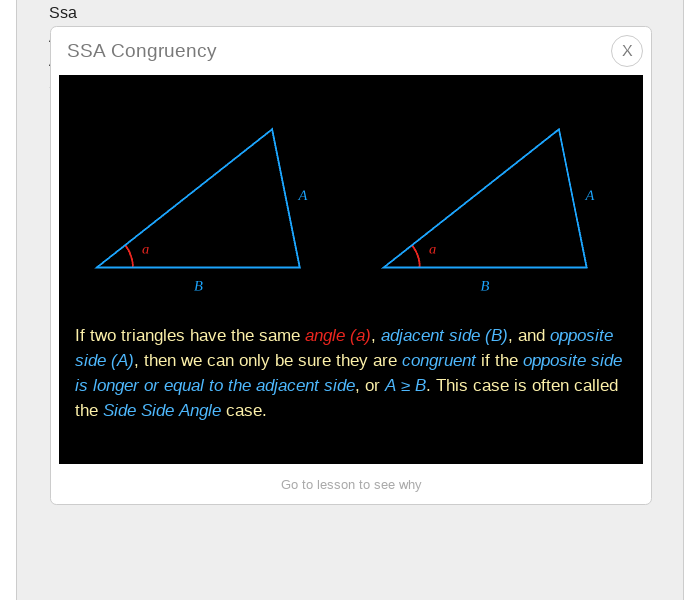 Ssa
SSA Congruency
X
A
A
a
a
B
B
If two triangles have the same angle (a), adjacent side (B), and opposite
side (A), then we can only be sure they are congruent if the opposite side
is longer or equal to the adjacent side, or A ≥ B. This case is often called
the Side Side Angle case.
Go to lesson to see why